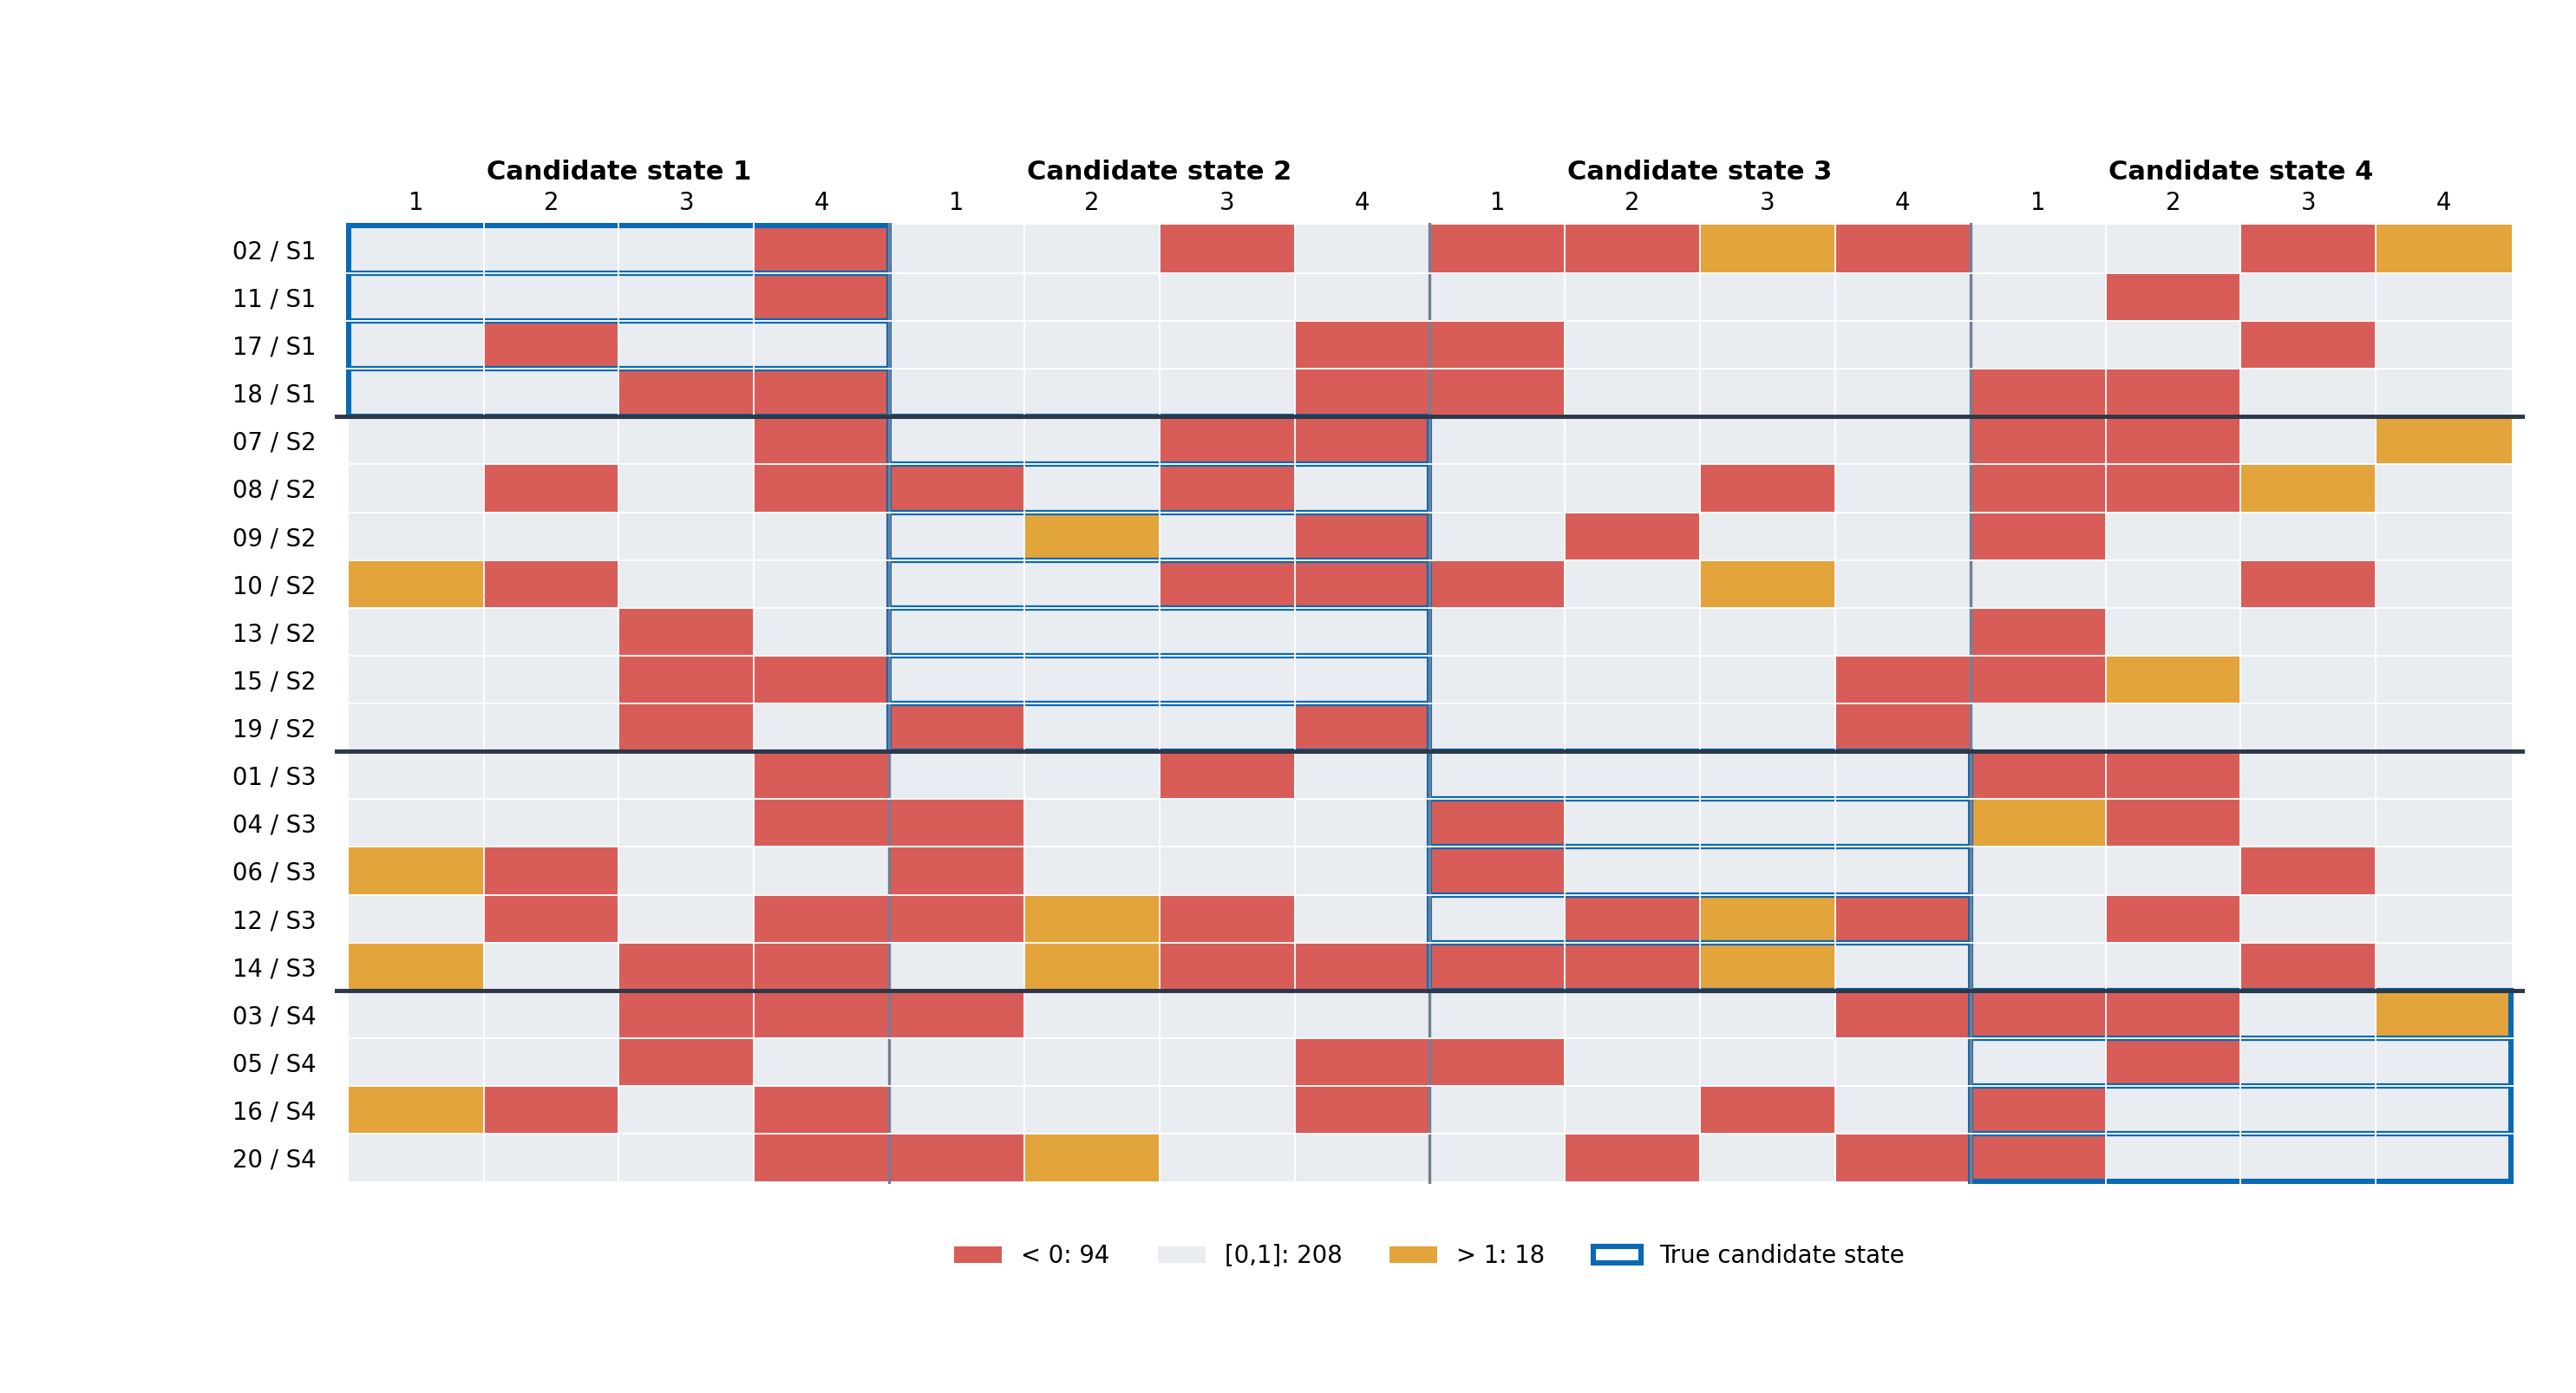 Candidate state 1 Candidate state 2 Candidate state 3 Candidate state 4
1 2 3 4 1 2 3 4 1 2 3 4 1 2 3 4
02 / S1
11 / S1
17 / S1
18 / S1
07 / S2
08 / S2
09 / S2
10 / S2
13 / S2
15 / S2
19 / S2
01 / S3
04 / S3
06 / S3
12 / S3
14 / S3
03 / S4
05 / S4
16 / S4
20 / S4
< 0: 94 [0,1]: 208 > 1: 18 True candidate state